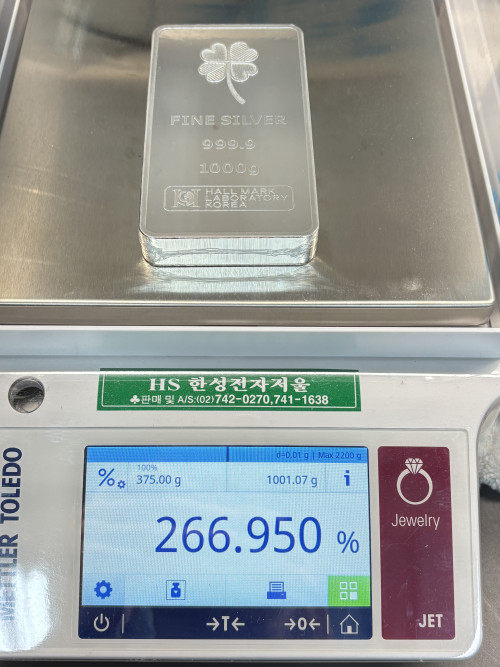 FINE SILVER
999.9
1000g
HALL MARK
LABORATORY
KOREA
HS 한성전자저울
♣판매 및 A/S:(02)742-0270,741-1638
METTLER TOLEDO
d=0.01 g | Max 2200 g
%
100%
375.00 g
1001.07 g
i
266.950 %
→T←
→0←
Jewelry
JET